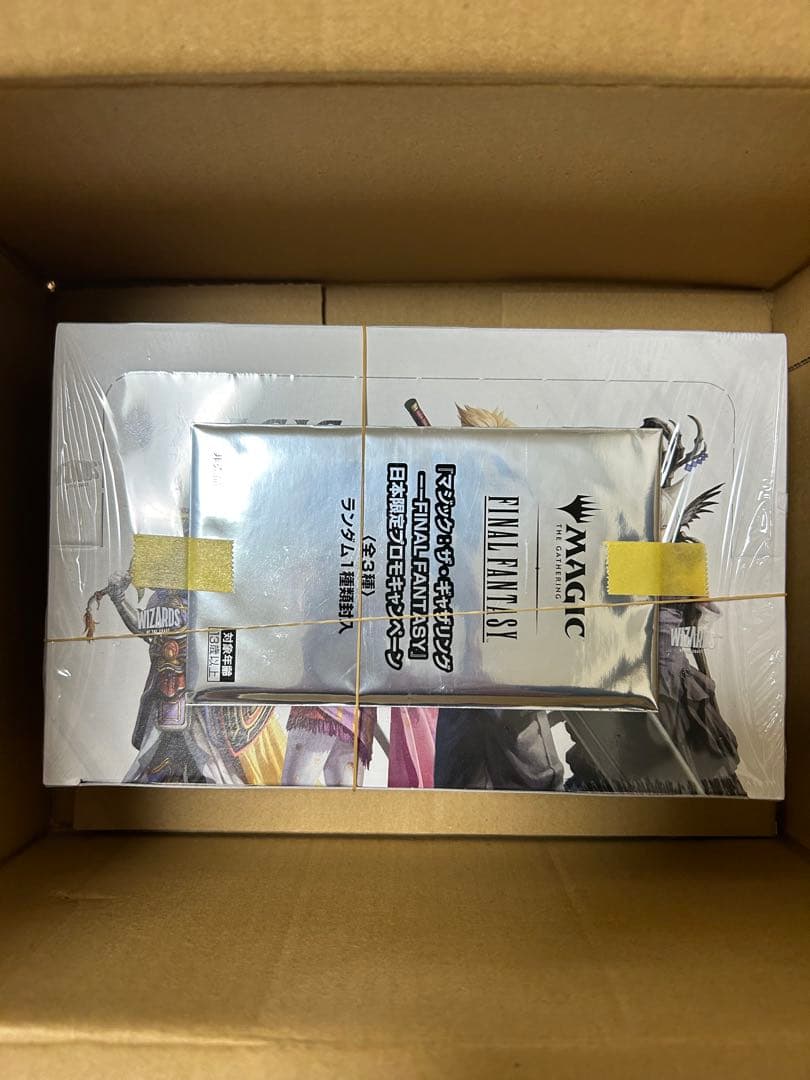 MAGIC
THE GATHERING
FINAL FANTASY
『マジック：ザ・ギャザリング
——FINAL FANTASY』
日本限定プロモキャンペーン
〈全3種〉
ランダム1種類封入
対象年齢
13歳以上
WIZARDS
WIZARDS